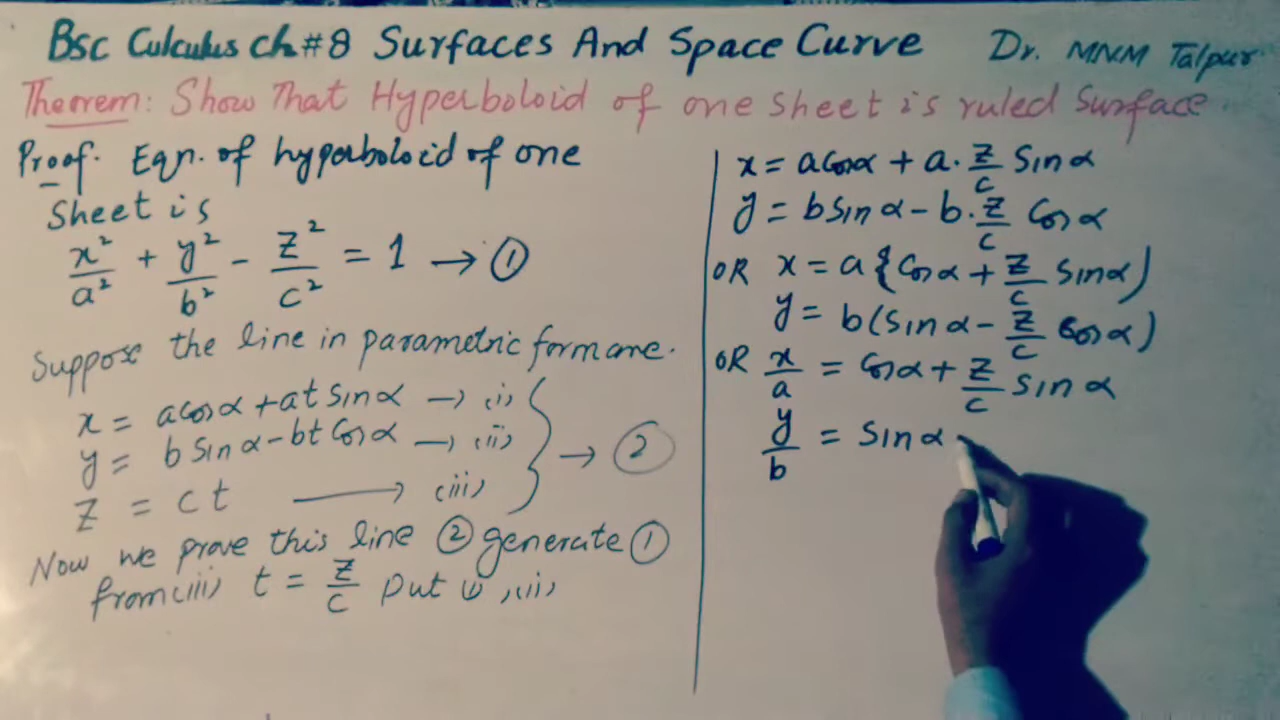 Bsc Calculus ch#8 Surfaces And Space Curve Dr. MNM Talpur
Theorem: Show That Hyperboloid of one sheet is ruled surface.
Proof. Eqn. of hyperboloid of one
Sheet is
x²/a² + y²/b² - z²/c² = 1 → ①
Suppose the line in parametric form are.
x = a cos α + at sin α → (i)
y = b sin α - bt cos α → (ii)
z = ct → (iii)
→ ②
Now we prove this line ② generate ①
from (iii) t = z/c put (i), (ii)
x = a cos α + a. z/c sin α
y = b sin α - b. z/c cos α
OR x = a {cos α + z/c sin α)
y = b(sin α - z/c cos α)
OR x/a = cos α + z/c sin α
y/b = sin α